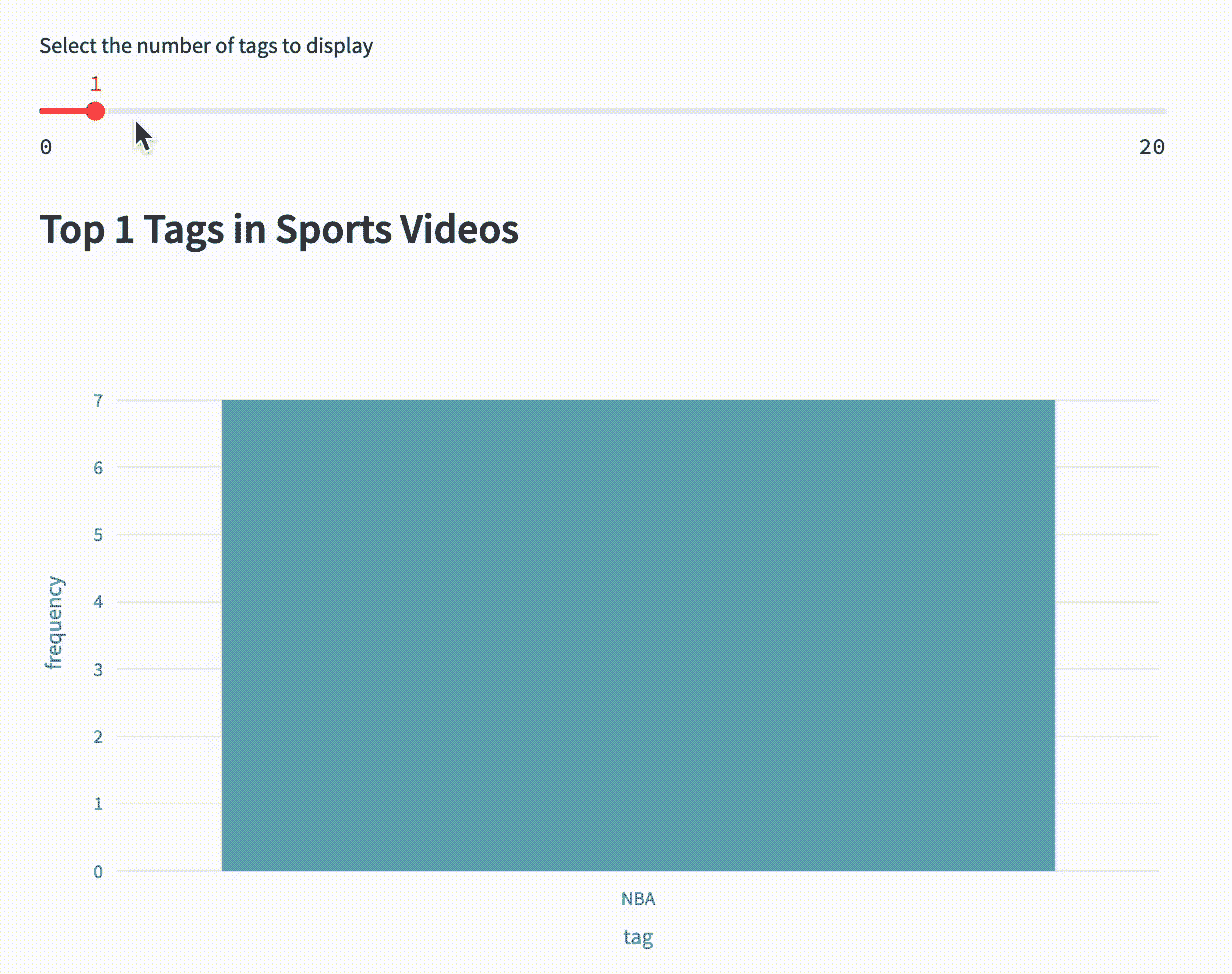 Select the number of tags to display
1
0 20
Top 1 Tags in Sports Videos
7
6
5
4
frequency
3
2
1
0
NBA
tag